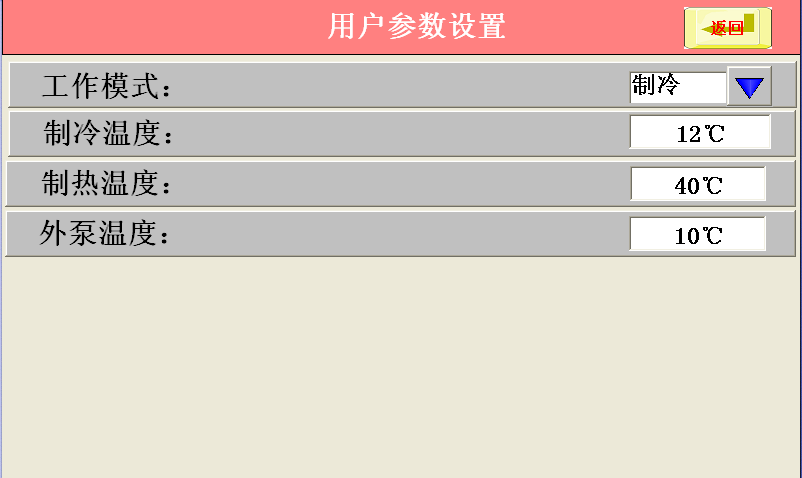 用户参数设置
返回
工作模式：
制冷
制冷温度：
12℃
制热温度：
40℃
外泵温度：
10℃